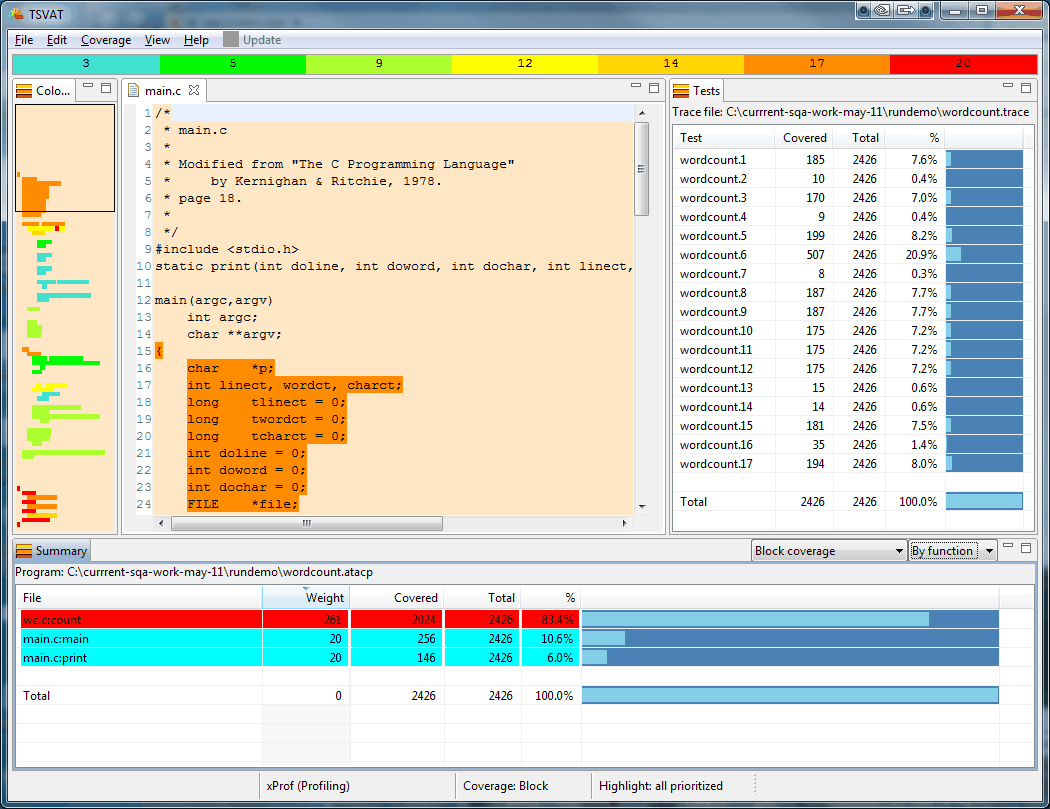 TSVAT
File Edit Coverage View Help Update
3 5 9 12 14 17 20
Colo...
main.c
1 /*
2  * main.c
3  *
4  * Modified from "The C Programming Language"
5  *     by Kernighan & Ritchie, 1978.
6  * page 18.
7  *
8  */
9 #include <stdio.h>
10 static print(int doline, int doword, int dochar, int linect,
11
12 main(argc,argv)
13     int argc;
14     char **argv;
15 {
16     char    *p;
17     int linect, wordct, charct;
18     long    tlinect = 0;
19     long    twordct = 0;
20     long    tcharct = 0;
21     int doline = 0;
22     int doword = 0;
23     int dochar = 0;
24     FILE    *file;
Tests
Trace file: C:\currrent-sqa-work-may-11\rundemo\wordcount.trace
Test Covered Total %
wordcount.1 185 2426 7.6%
wordcount.2 10 2426 0.4%
wordcount.3 170 2426 7.0%
wordcount.4 9 2426 0.4%
wordcount.5 199 2426 8.2%
wordcount.6 507 2426 20.9%
wordcount.7 8 2426 0.3%
wordcount.8 187 2426 7.7%
wordcount.9 187 2426 7.7%
wordcount.10 175 2426 7.2%
wordcount.11 175 2426 7.2%
wordcount.12 175 2426 7.2%
wordcount.13 15 2426 0.6%
wordcount.14 14 2426 0.6%
wordcount.15 181 2426 7.5%
wordcount.16 35 2426 1.4%
wordcount.17 194 2426 8.0%
Total 2426 2426 100.0%
Summary
Block coverage By function
Program: C:\currrent-sqa-work-may-11\rundemo\wordcount.atacp
File Weight Covered Total %
wc.c:count 261 2024 2426 83.4%
main.c:main 20 256 2426 10.6%
main.c:print 20 146 2426 6.0%
Total 0 2426 2426 100.0%
xProf (Profiling) Coverage: Block Highlight: all prioritized